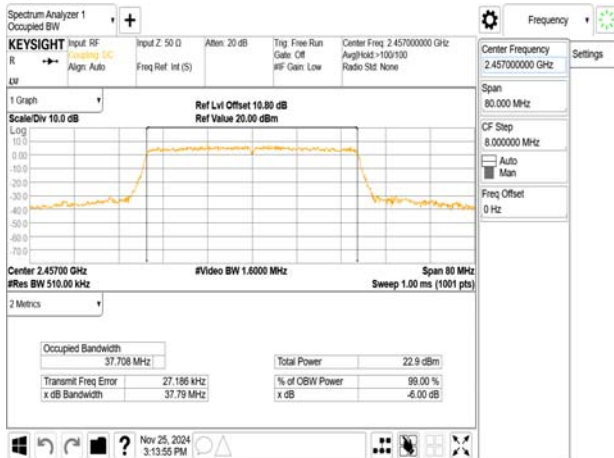 Spectrum Analyzer 1
Occupied BW
Frequency
KEYSIGHT
Input: RF
Coupling: DC
Align: Auto
R
Input Z: 50 Ω
Freq Ref: Int (S)
Atten: 20 dB
Trig: Free Run
Gate: Off
#IF Gain: Low
Center Freq: 2.457000000 GHz
Avg|Hold:>100/100
Radio Std: None
LXI
1 Graph
Scale/Div 10.0 dB
Ref Lvl Offset 10.80 dB
Ref Value 20.00 dBm
Log
10.0
0.00
-10.0
-20.0
-30.0
-40.0
-50.0
-60.0
-70.0
Center 2.45700 GHz
#Res BW 510.00 kHz
#Video BW 1.6000 MHz
Span 80 MHz
Sweep 1.00 ms (1001 pts)
2 Metrics
Occupied Bandwidth
37.708 MHz
Total Power 22.9 dBm
Transmit Freq Error 27.186 kHz
% of OBW Power 99.00 %
x dB Bandwidth 37.79 MHz
x dB -6.00 dB
Nov 25, 2024
3:13:55 PM
Center Frequency
2.457000000 GHz
Settings
Span
80.000 MHz
CF Step
8.000000 MHz
Auto
Man
Freq Offset
0 Hz